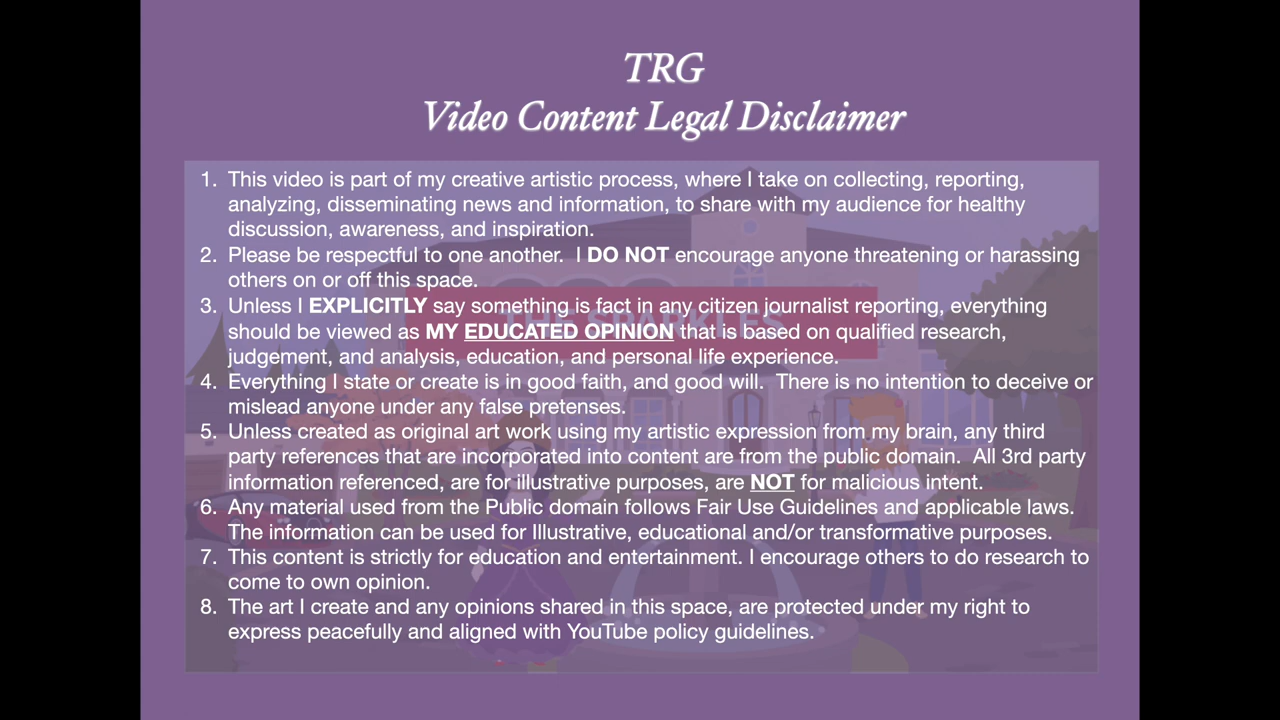 TRG
Video Content Legal Disclaimer
1. This video is part of my creative artistic process, where I take on collecting, reporting,
analyzing, disseminating news and information, to share with my audience for healthy
discussion, awareness, and inspiration.
2. Please be respectful to one another.  I DO NOT encourage anyone threatening or harassing
others on or off this space.
3. Unless I EXPLICITLY say something is fact in any citizen journalist reporting, everything
should be viewed as MY EDUCATED OPINION that is based on qualified research,
judgement, and analysis, education, and personal life experience.
4. Everything I state or create is in good faith, and good will.  There is no intention to deceive or
mislead anyone under any false pretenses.
5. Unless created as original art work using my artistic expression from my brain, any third
party references that are incorporated into content are from the public domain.  All 3rd party
information referenced, are for illustrative purposes, are NOT for malicious intent.
6. Any material used from the Public domain follows Fair Use Guidelines and applicable laws.
The information can be used for Illustrative, educational and/or transformative purposes.
7. This content is strictly for education and entertainment. I encourage others to do research to
come to own opinion.
8. The art I create and any opinions shared in this space, are protected under my right to
express peacefully and aligned with YouTube policy guidelines.